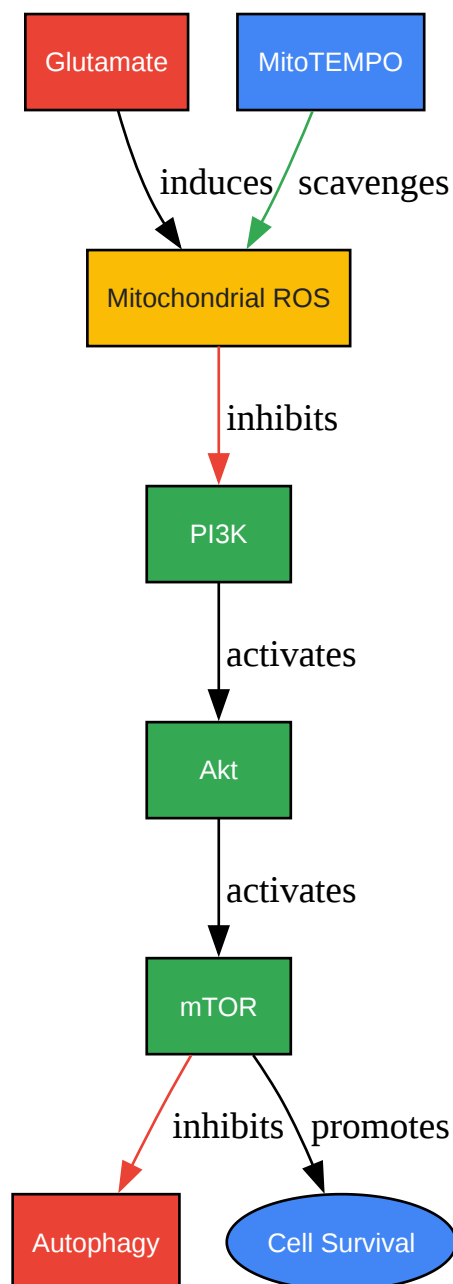 Glutamate
MitoTEMPO
induces
scavenges
Mitochondrial ROS
inhibits
PI3K
activates
Akt
activates
mTOR
inhibits
promotes
Autophagy
Cell Survival